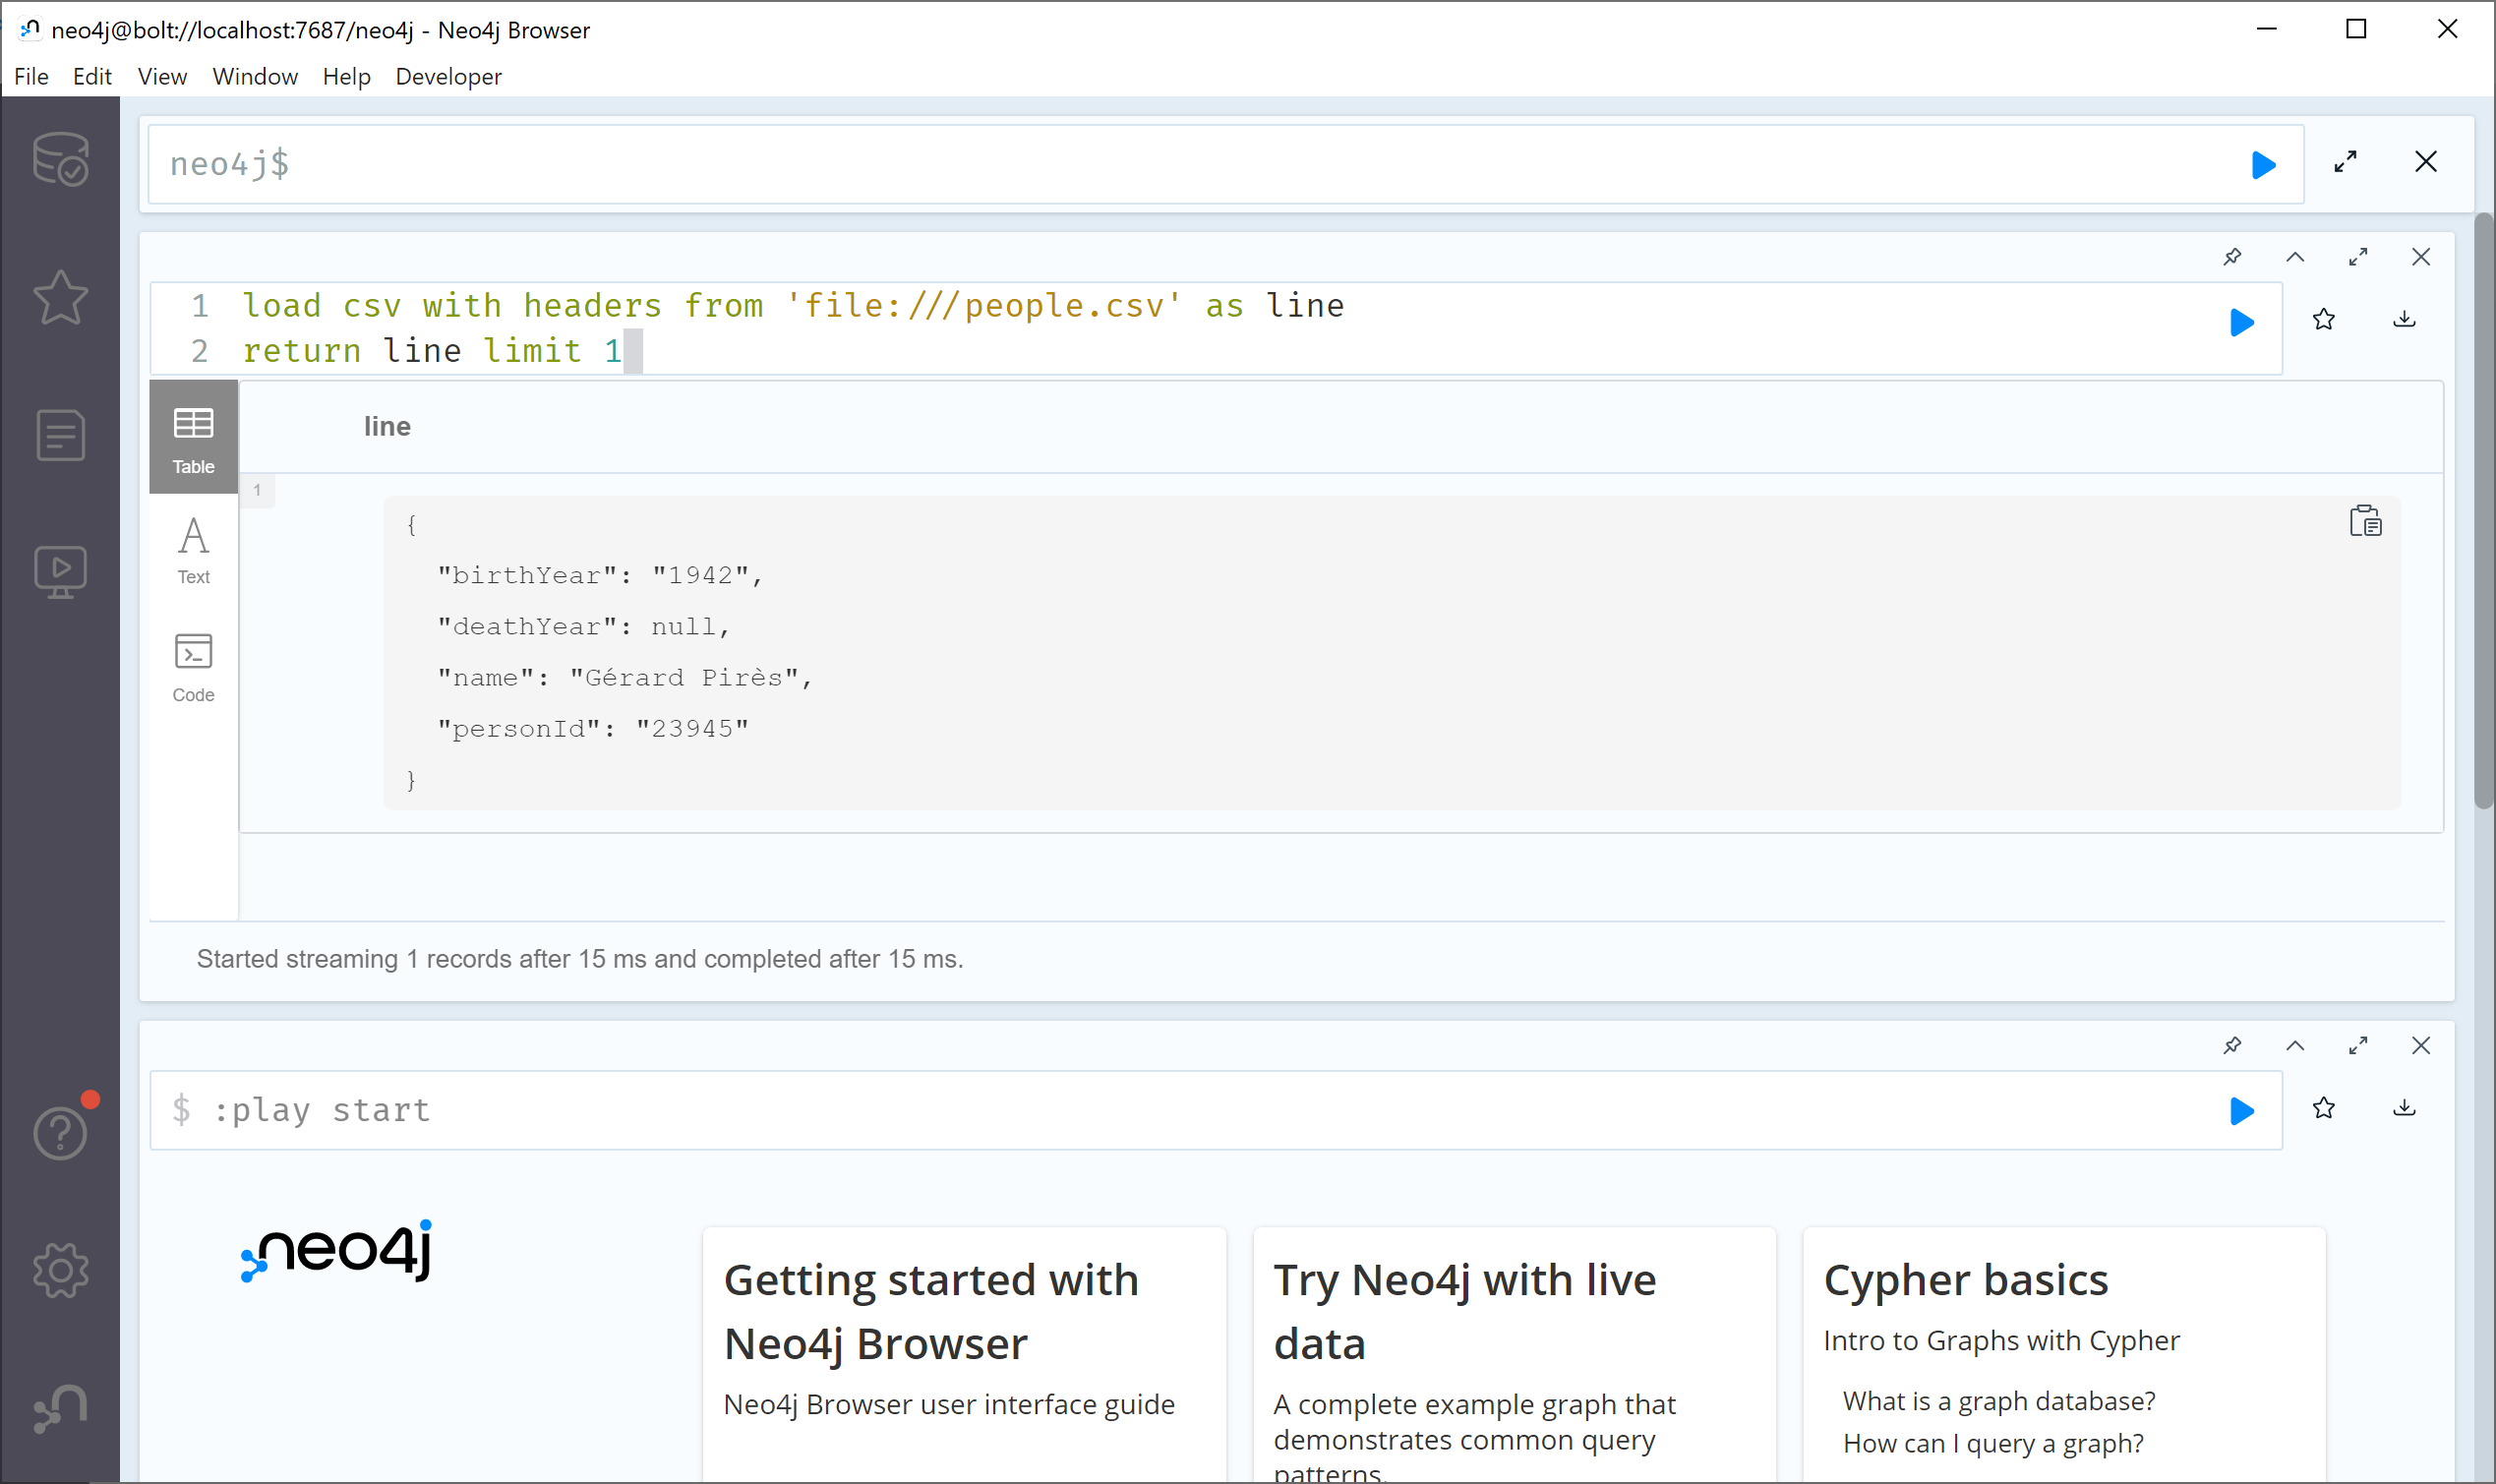 neo4j@bolt://localhost:7687/neo4j - Neo4j Browser
File Edit View Window Help Developer
neo4j$
1 load csv with headers from 'file:///people.csv' as line
2 return line limit 1
Table
line
1
{
"birthYear": "1942",
"deathYear": null,
"name": "Gérard Pirès",
"personId": "23945"
}
Text
Code
Started streaming 1 records after 15 ms and completed after 15 ms.
$ :play start
neo4j
Getting started with
Neo4j Browser
Neo4j Browser user interface guide
Try Neo4j with live
data
A complete example graph that
demonstrates common query
patterns.
Cypher basics
Intro to Graphs with Cypher
What is a graph database?
How can I query a graph?